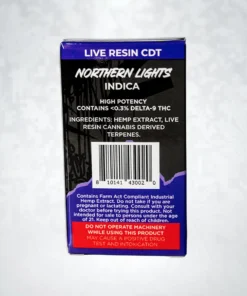 LIVE RESIN CDT
NORTHERN LIGHTS
INDICA
HIGH POTENCY
CONTAINS <0.3% DELTA-9 THC
INGREDIENTS: HEMP EXTRACT, LIVE
RESIN CANNABIS DERIVED
TERPENES.
8 10141 43002 0
Contains Farm Act Compliant Industrial
Hemp Extract. Do not take if you are
pregnant or lactating. Consult with your
doctor before trying this product. Not
Intended for sale to persons under the age
of 21. Keep out of reach of children.
DO NOT OPERATE MACHINERY
WHILE USING THIS PRODUCT
MAY CAUSE A POSITIVE DRUG
TEST AND INTOXICATION